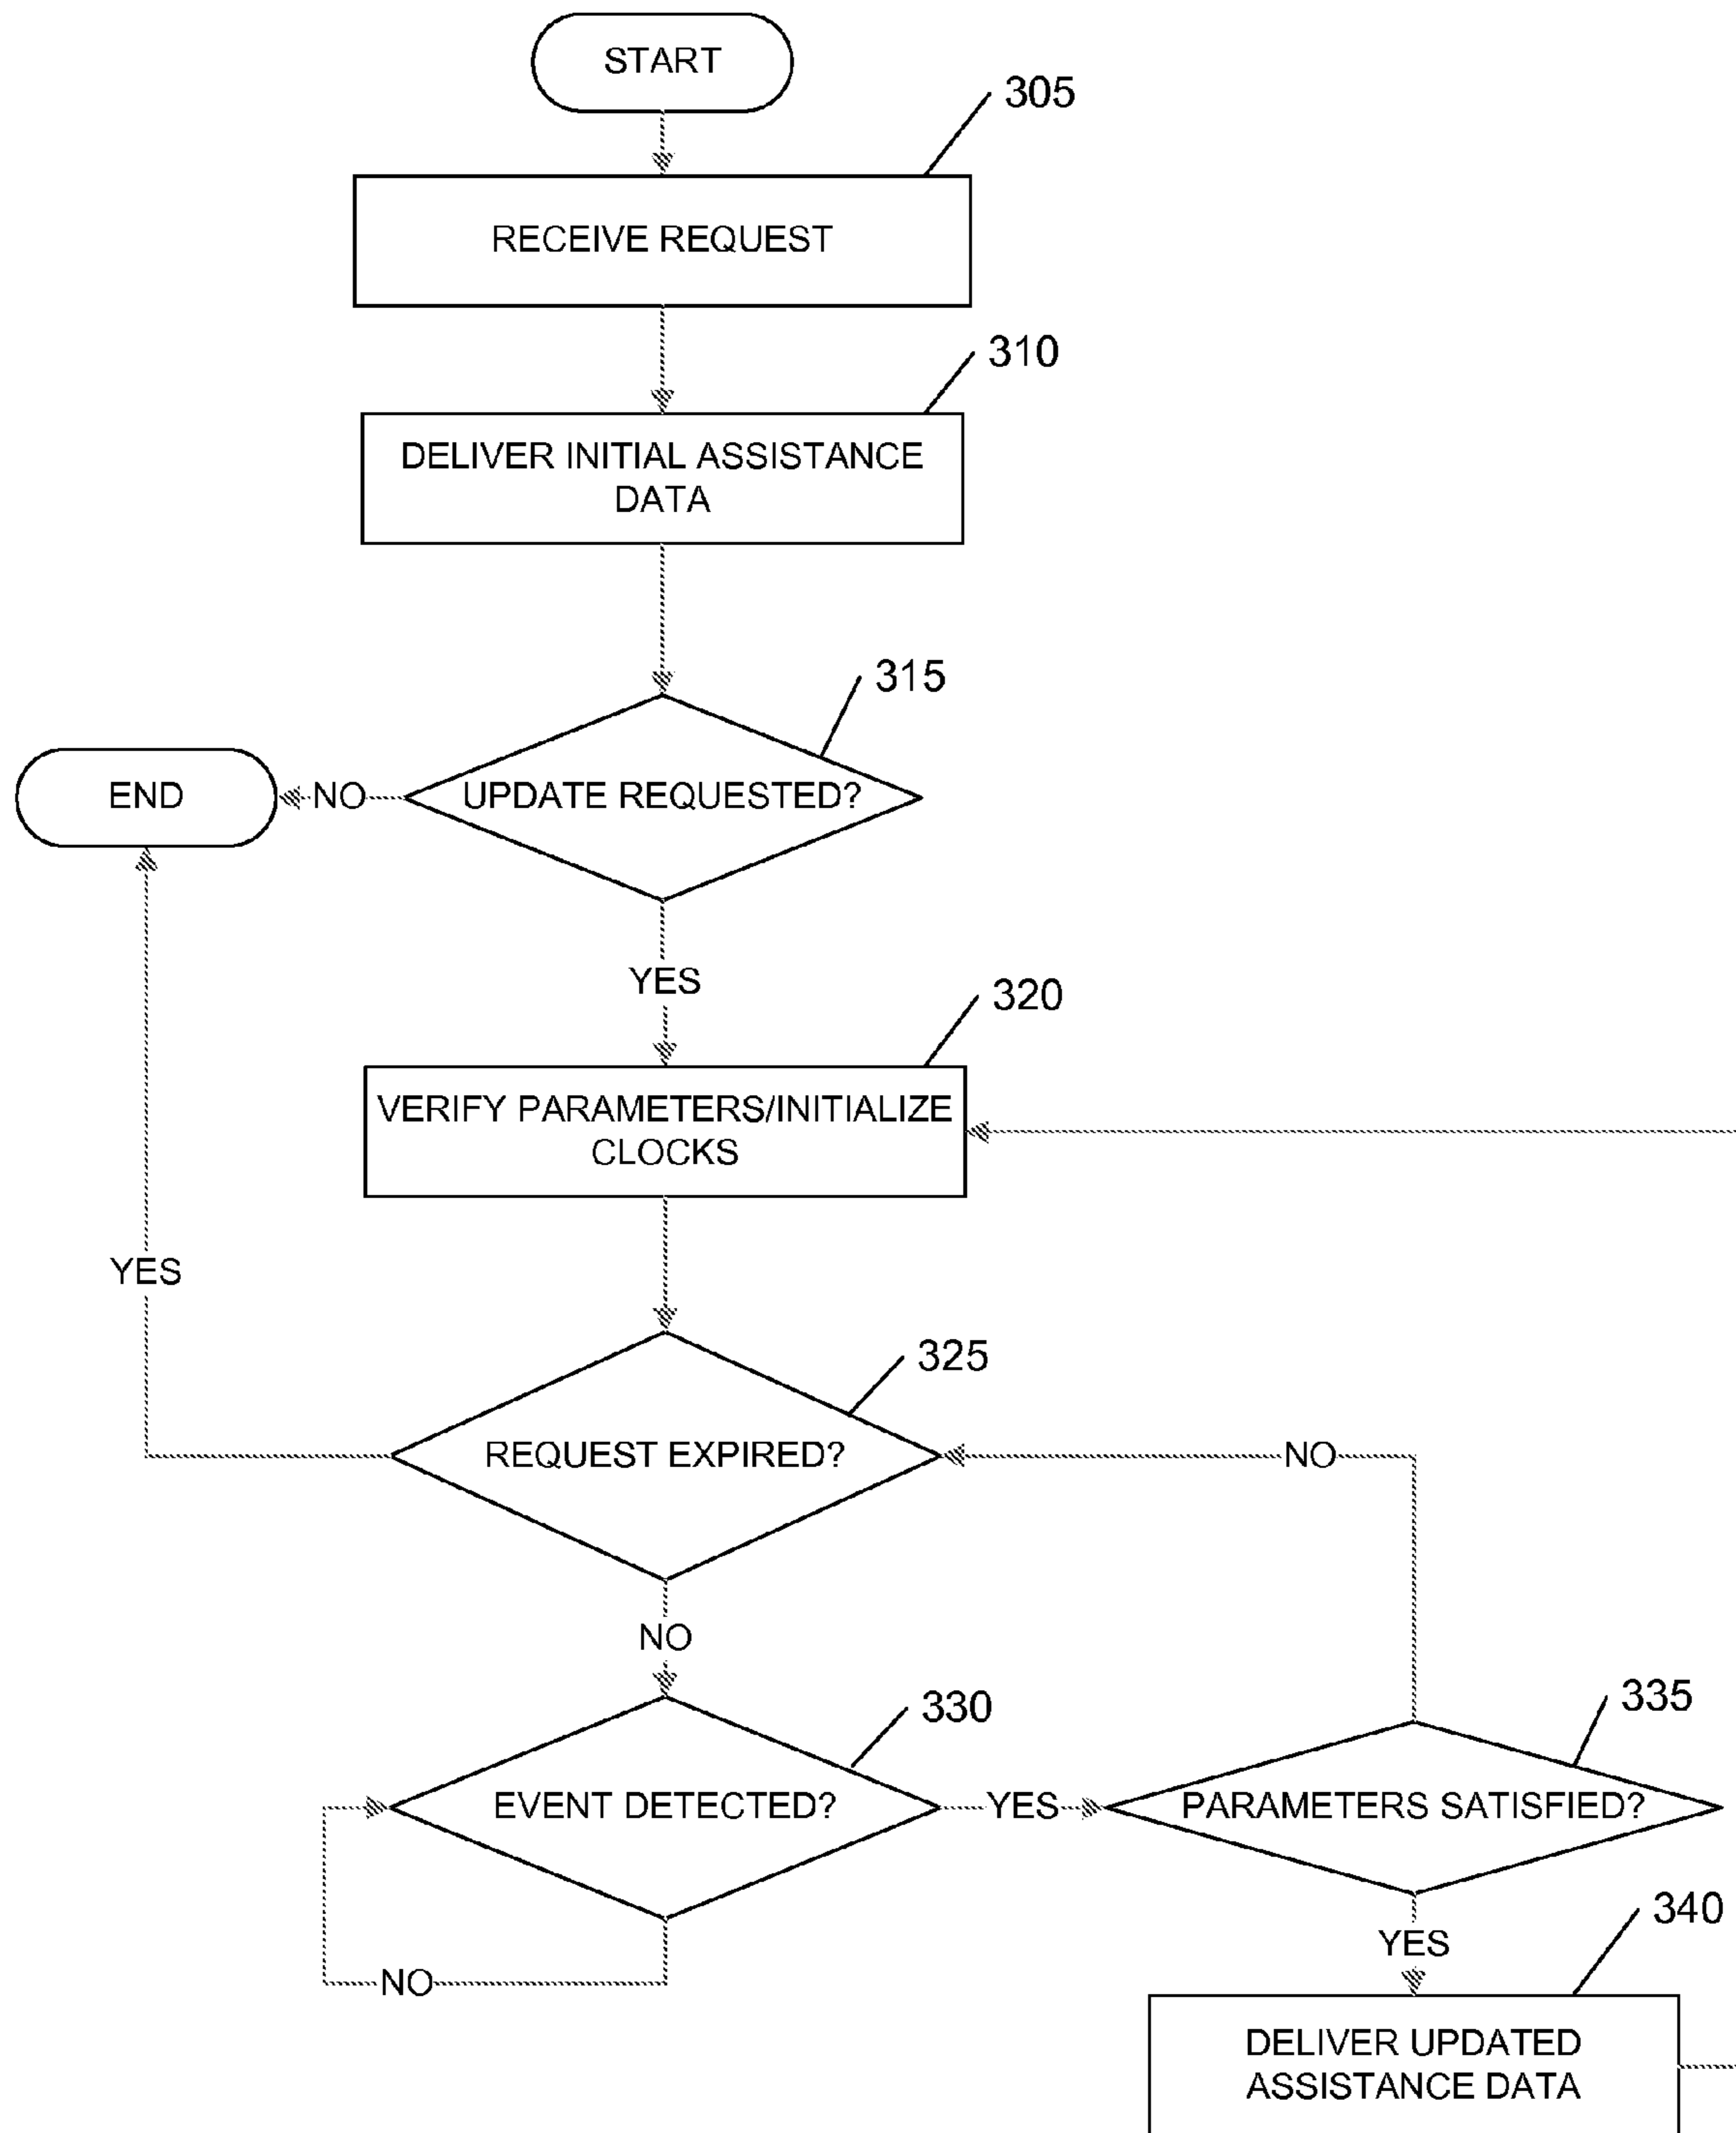 START
305
RECEIVE REQUEST
310
DELIVER INITIAL ASSISTANCE
DATA
315
END
NO
UPDATE REQUESTED?
YES
320
VERIFY PARAMETERS/INITIALIZE
CLOCKS
YES
325
REQUEST EXPIRED?
NO
NO
330
335
EVENT DETECTED?
YES
PARAMETERS SATISFIED?
340
YES
NO
DELIVER UPDATED
ASSISTANCE DATA